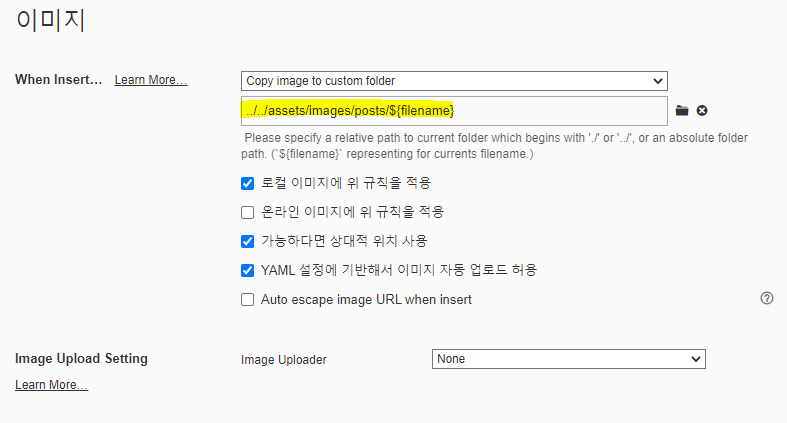 이미지
When Insert... Learn More... Copy image to custom folder
../../assets/images/posts/${filename}
Please specify a relative path to current folder which begins with './' or '../', or an absolute folder
path. (`${filename}` representing for currents filename.)
로컬 이미지에 위 규칙을 적용
온라인 이미지에 위 규칙을 적용
가능하다면 상대적 위치 사용
YAML 설정에 기반해서 이미지 자동 업로드 허용
Auto escape image URL when insert
Image Upload Setting Image Uploader None
Learn More...